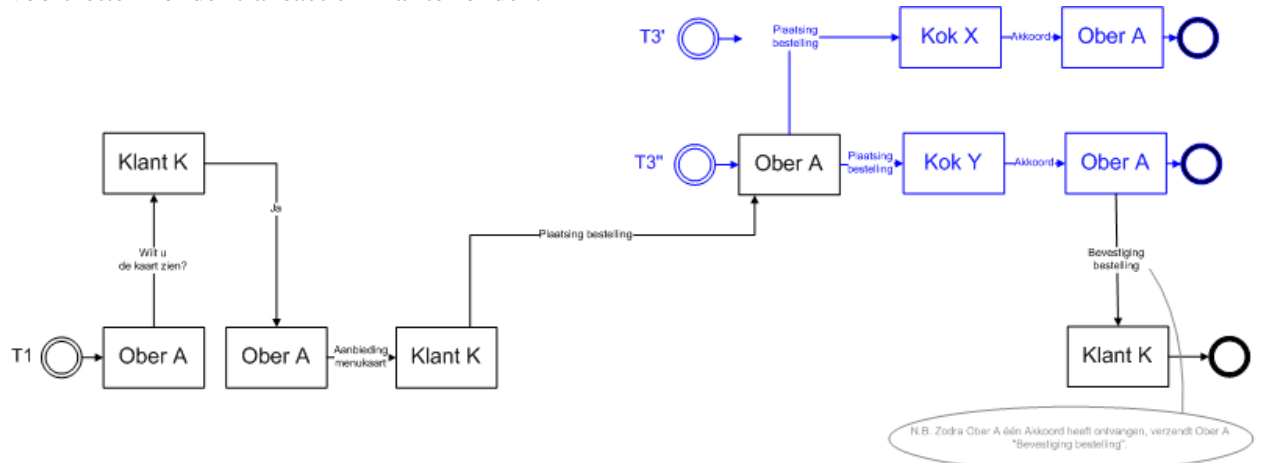 T3'
Plaatsing
bestelling
Kok X
Akkoord
Ober A
Klant K
T3"
Ober A
Plaatsing
bestelling
Kok Y
Akkoord
Ober A
Ja
Plaatsing bestelling
Wilt u
de kaart zien?
Bevestiging
bestelling
T1
Ober A
Ober A
Aanbieding
menukaart
Klant K
Klant K
N.B. Zodra Ober A één Akkoord heeft ontvangen, verzendt Ober A
"Bevestiging bestelling".